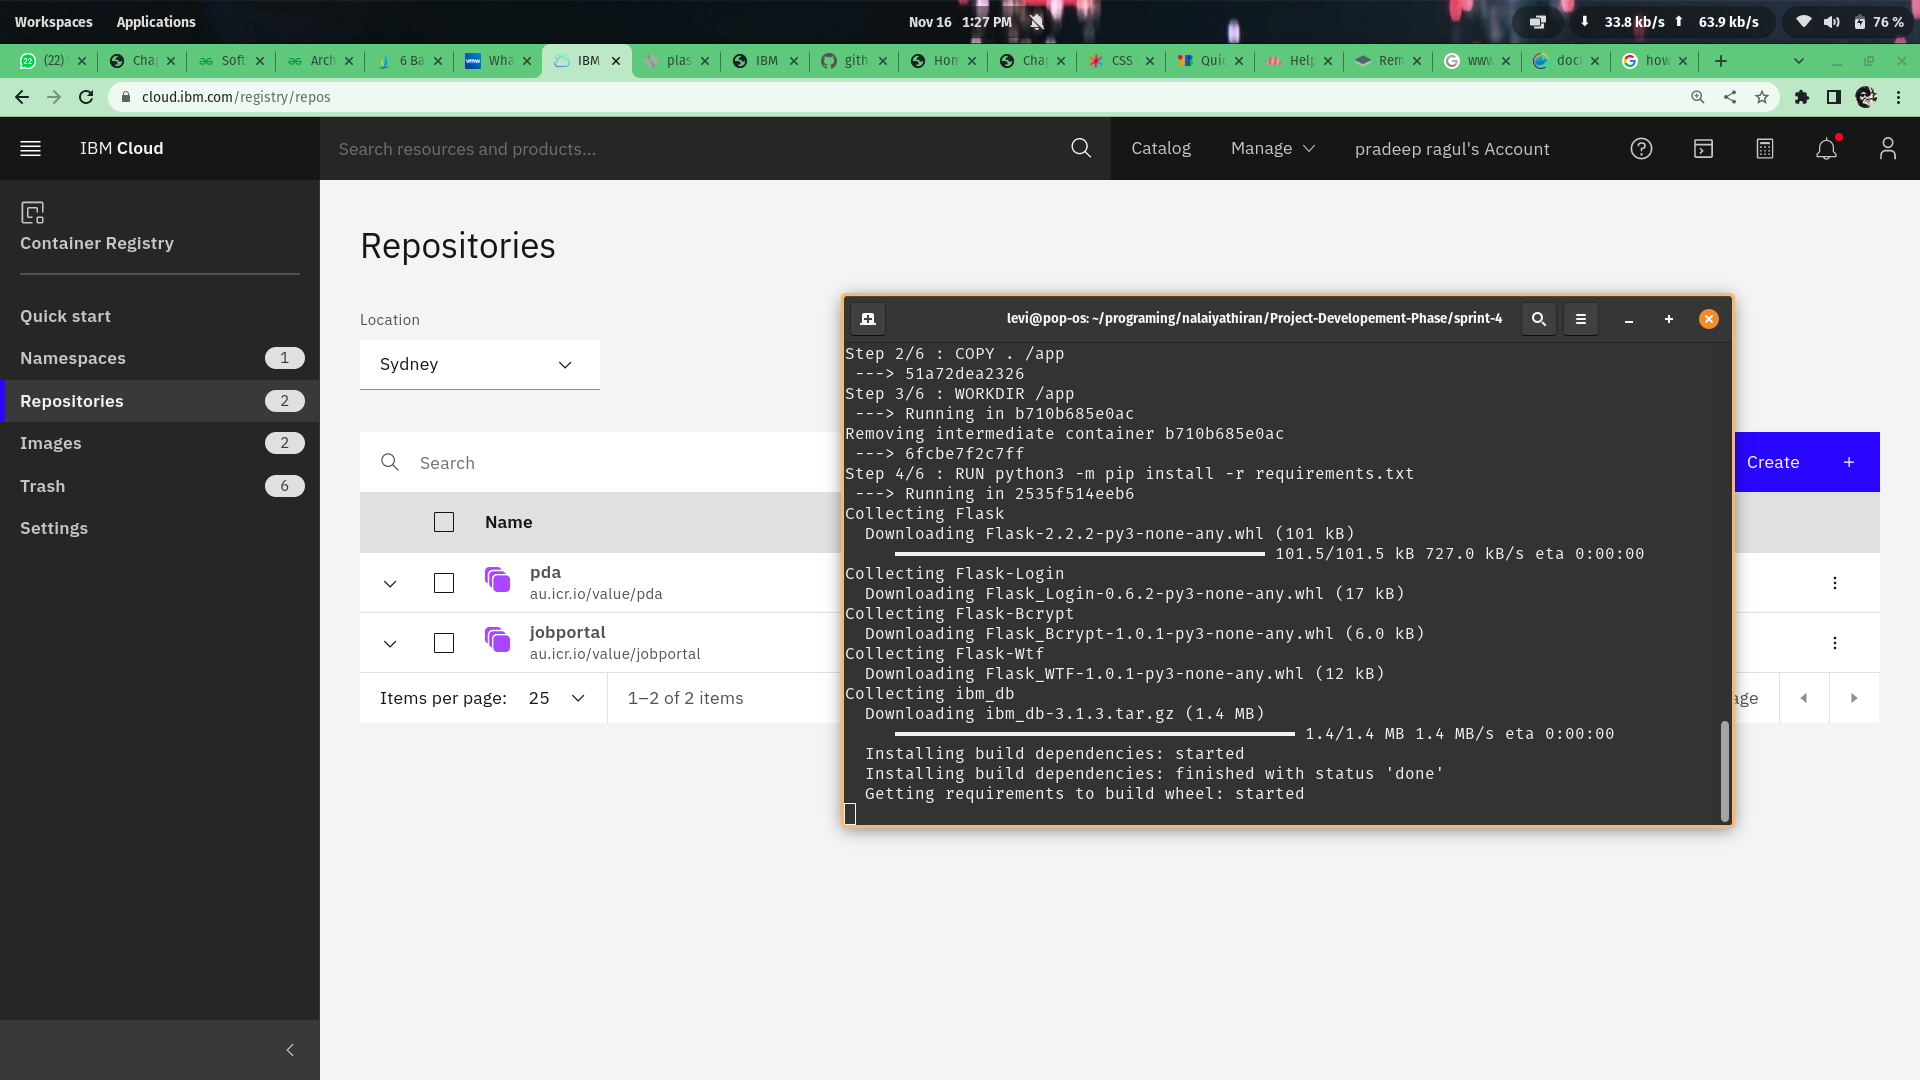 Workspaces Applications Nov 16 1:27 PM 33.8 kb/s 63.9 kb/s 76 %
(22) Cha Soft Arch 6 Ba Wha IBM plas IBM gith Hon Cha CSS Quic Help Rem www docl how
cloud.ibm.com/registry/repos
IBM Cloud Search resources and products... Catalog Manage pradeep ragul's Account
Container Registry
Quick start
Namespaces 1
Repositories 2
Images 2
Trash 6
Settings
Repositories
Location
Sydney
Search
Create +
Name
pda
au.icr.io/value/pda
jobportal
au.icr.io/value/jobportal
Items per page: 25 1–2 of 2 items
levi@pop-os: ~/programing/nalaiyathiran/Project-Developement-Phase/sprint-4
Step 2/6 : COPY . /app
---> 51a72dea2326
Step 3/6 : WORKDIR /app
---> Running in b710b685e0ac
Removing intermediate container b710b685e0ac
---> 6fcbe7f2c7ff
Step 4/6 : RUN python3 -m pip install -r requirements.txt
---> Running in 2535f514eeb6
Collecting Flask
Downloading Flask-2.2.2-py3-none-any.whl (101 kB)
101.5/101.5 kB 727.0 kB/s eta 0:00:00
Collecting Flask-Login
Downloading Flask_Login-0.6.2-py3-none-any.whl (17 kB)
Collecting Flask-Bcrypt
Downloading Flask_Bcrypt-1.0.1-py3-none-any.whl (6.0 kB)
Collecting Flask-Wtf
Downloading Flask_WTF-1.0.1-py3-none-any.whl (12 kB)
Collecting ibm_db
Downloading ibm_db-3.1.3.tar.gz (1.4 MB)
1.4/1.4 MB 1.4 MB/s eta 0:00:00
Installing build dependencies: started
Installing build dependencies: finished with status 'done'
Getting requirements to build wheel: started